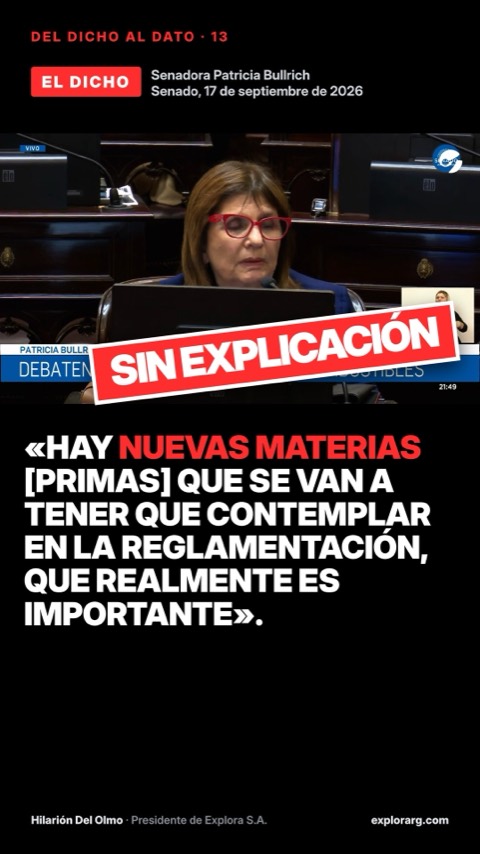 DEL DICHO AL DATO · 13
EL DICHO
Senadora Patricia Bullrich
Senado, 17 de septiembre de 2026
VIVO
PATRICIA BULLR
DEBATEN
SIN EXPLICACIÓN
21:49
«HAY NUEVAS MATERIAS
[PRIMAS] QUE SE VAN A
TENER QUE CONTEMPLAR
EN LA REGLAMENTACIÓN,
QUE REALMENTE ES
IMPORTANTE».
Hilarión Del Olmo · Presidente de Explora S.A.
explorarg.com